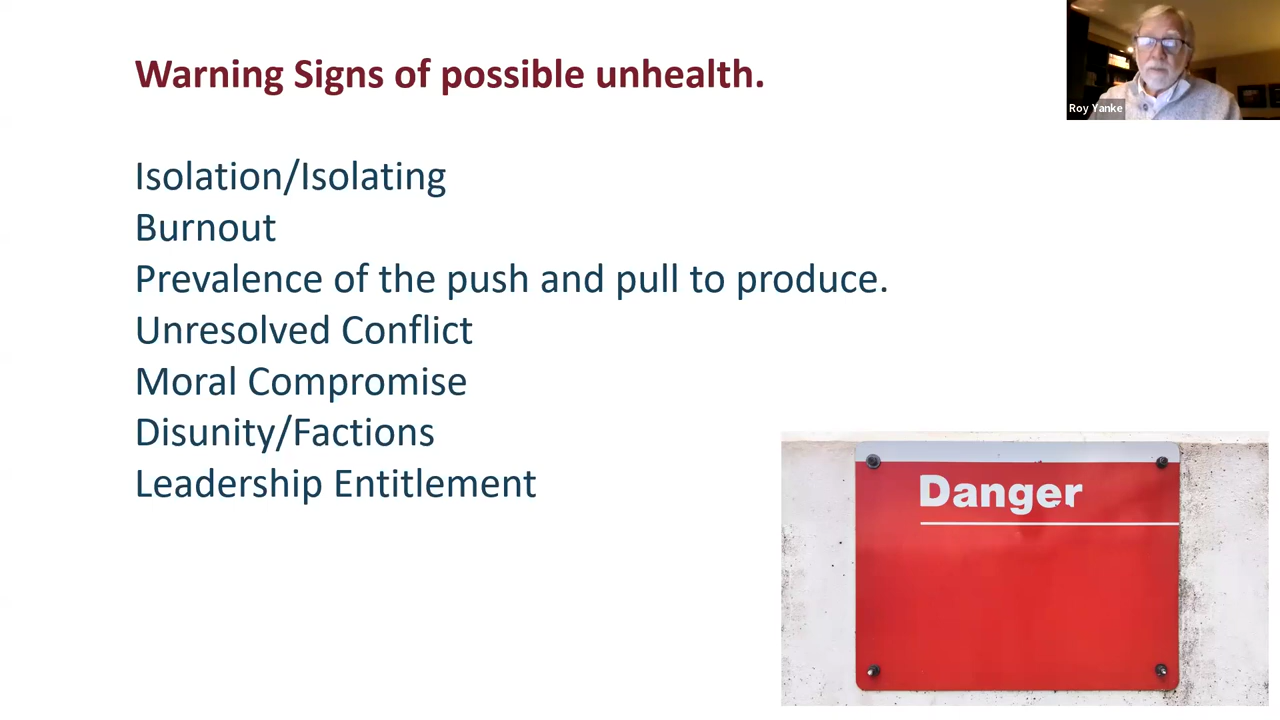 Warning Signs of possible unhealth.
Roy Yanke
Isolation/Isolating
Burnout
Prevalence of the push and pull to produce.
Unresolved Conflict
Moral Compromise
Disunity/Factions
Leadership Entitlement
Danger